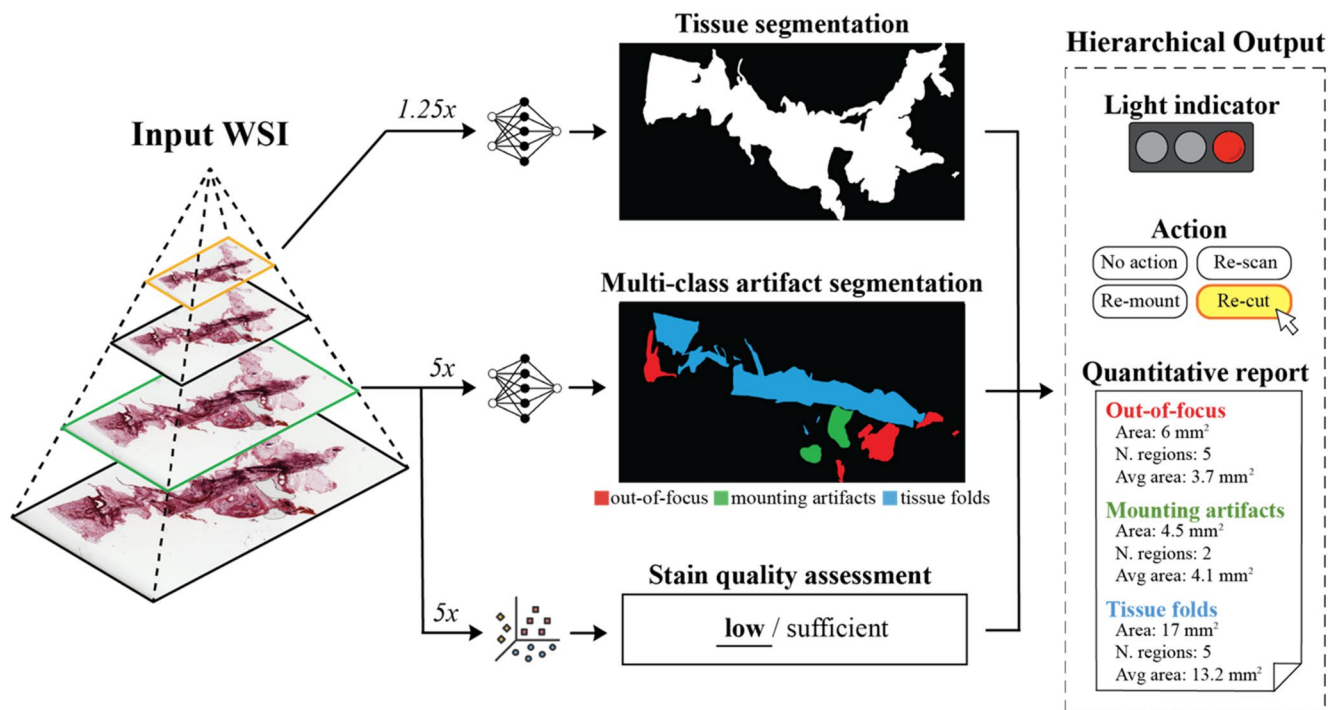 Input WSI
1.25x
Tissue segmentation
5x
Multi-class artifact segmentation
out-of-focus mounting artifacts tissue folds
5x
Stain quality assessment
low / sufficient
Hierarchical Output
Light indicator
Action
No action Re-scan
Re-mount Re-cut
Quantitative report
Out-of-focus
Area: 6 mm²
N. regions: 5
Avg area: 3.7 mm²
Mounting artifacts
Area: 4.5 mm²
N. regions: 2
Avg area: 4.1 mm²
Tissue folds
Area: 17 mm²
N. regions: 5
Avg area: 13.2 mm²